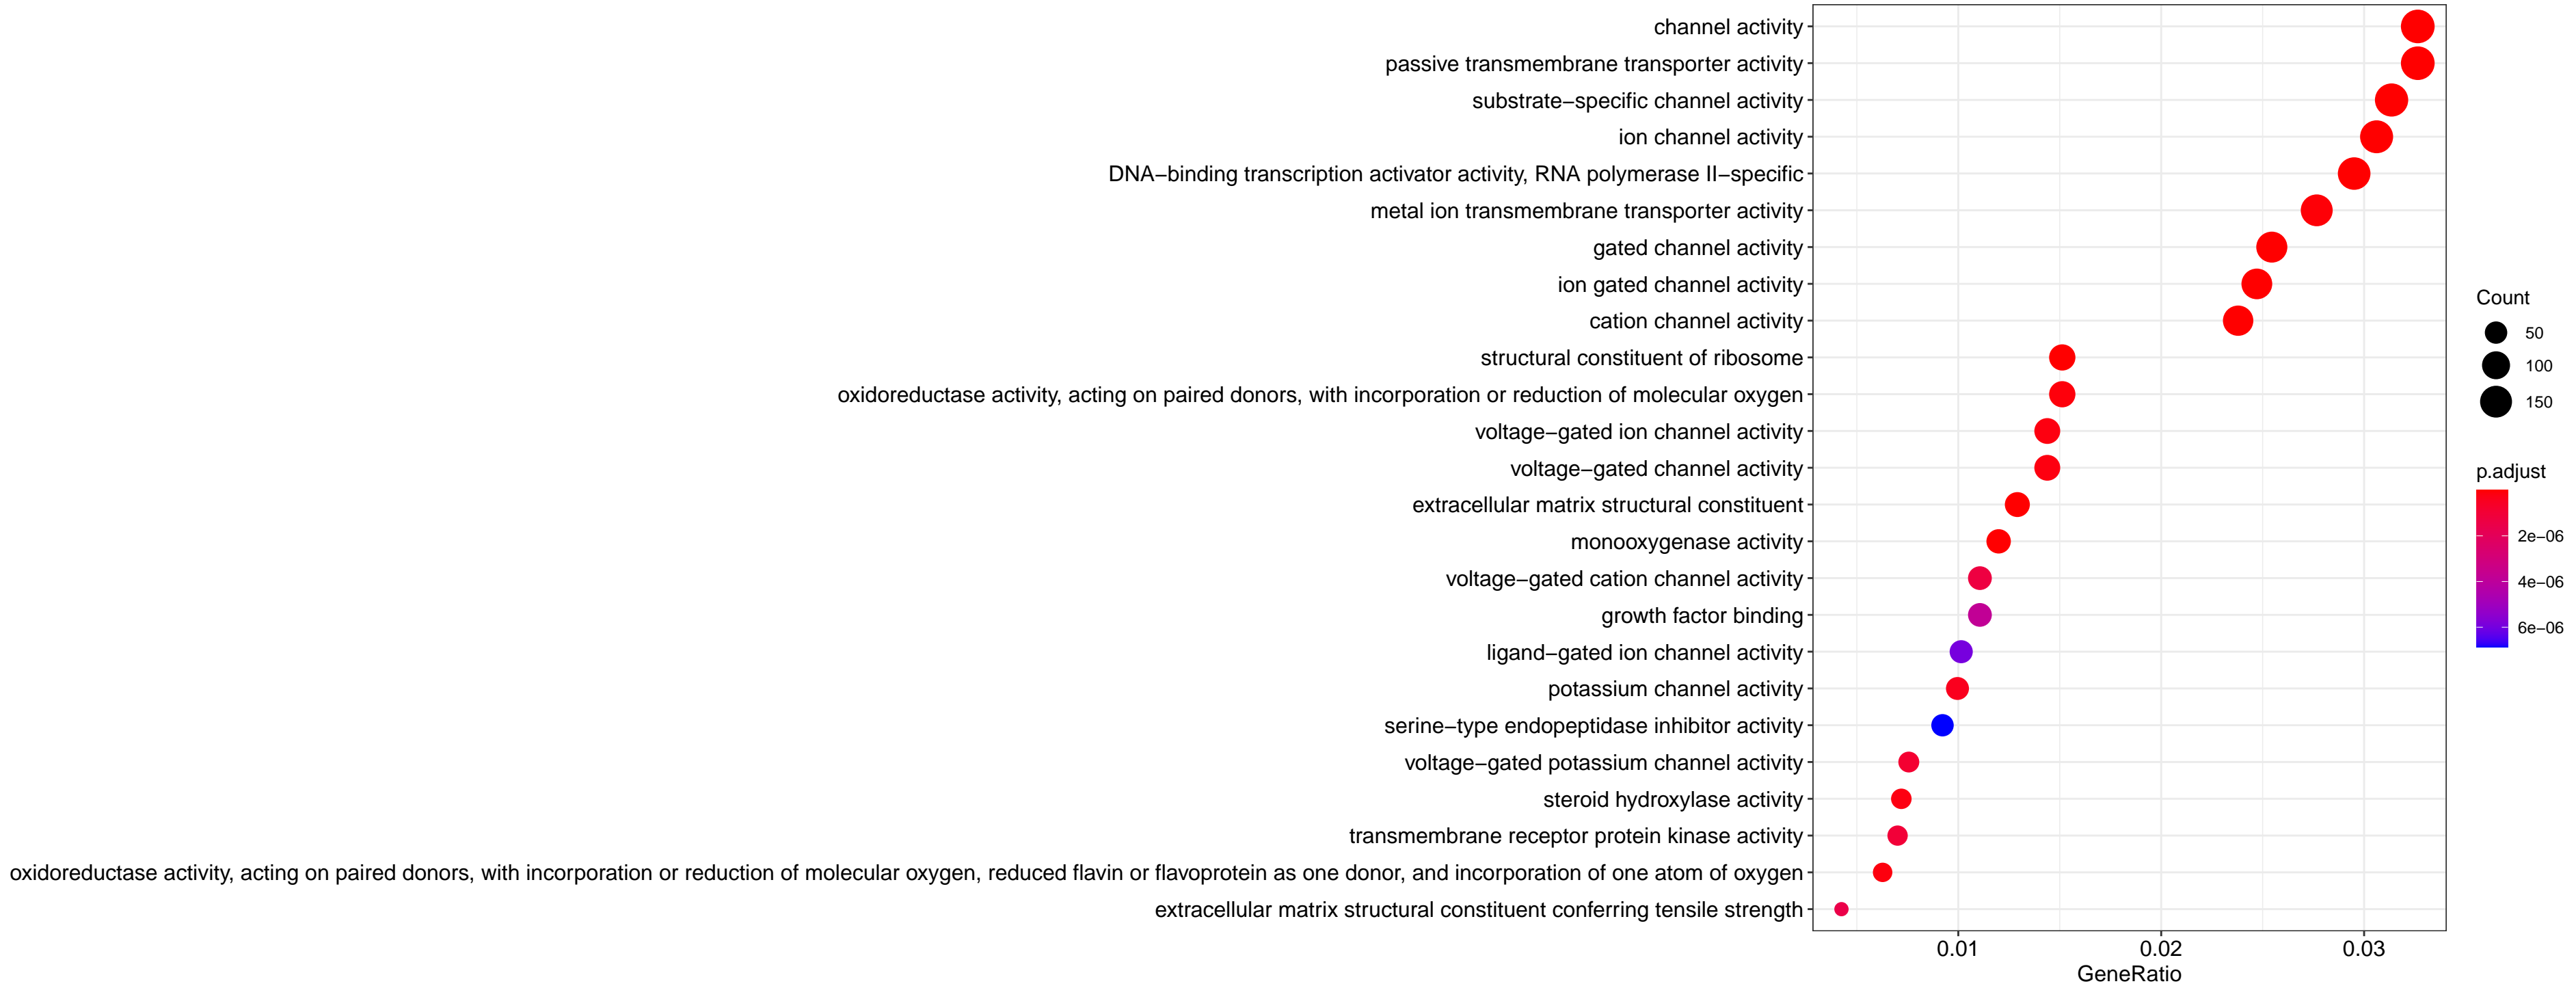 channel activity
passive transmembrane transporter activity
substrate−specific channel activity
ion channel activity
DNA−binding transcription activator activity, RNA polymerase II−specific
metal ion transmembrane transporter activity
gated channel activity
ion gated channel activity
cation channel activity
structural constituent of ribosome
oxidoreductase activity, acting on paired donors, with incorporation or reduction of molecular oxygen
voltage−gated ion channel activity
voltage−gated channel activity
extracellular matrix structural constituent
monooxygenase activity
voltage−gated cation channel activity
growth factor binding
ligand−gated ion channel activity
potassium channel activity
serine−type endopeptidase inhibitor activity
voltage−gated potassium channel activity
steroid hydroxylase activity
transmembrane receptor protein kinase activity
oxidoreductase activity, acting on paired donors, with incorporation or reduction of molecular oxygen, reduced flavin or flavoprotein as one donor, and incorporation of one atom of oxygen
extracellular matrix structural constituent conferring tensile strength
0.01 0.02 0.03
GeneRatio
Count
50
100
150
p.adjust
2e−06
4e−06
6e−06